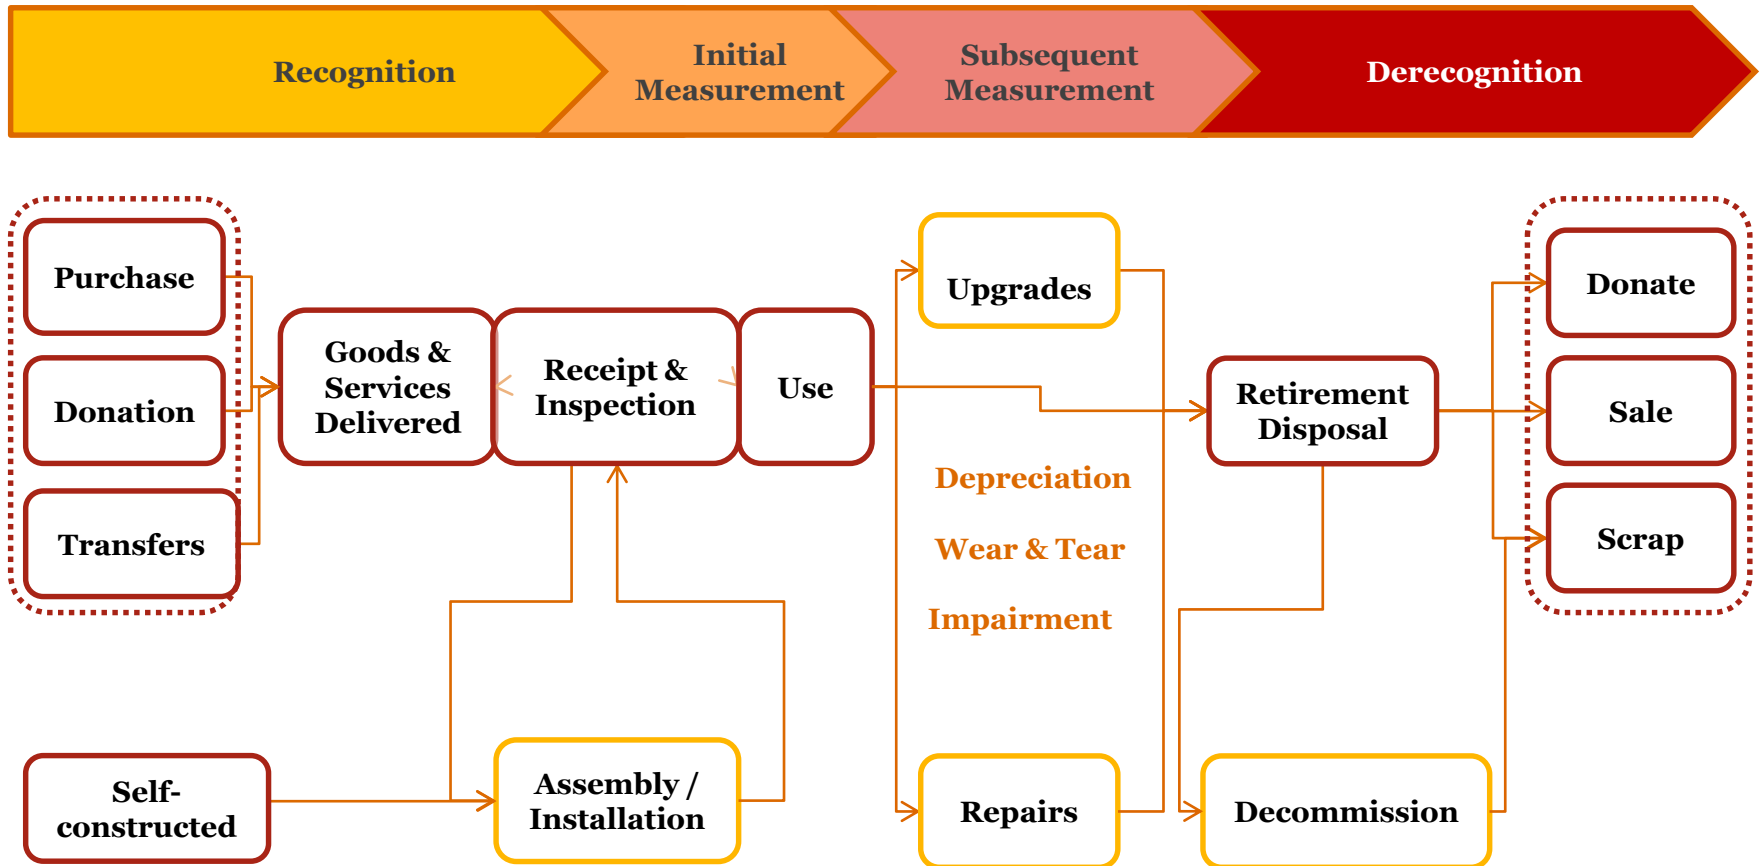 Recognition
Initial
Measurement
Subsequent
Measurement
Derecognition
Purchase
Donation
Transfers
Self-
constructed
Goods &
Services
Delivered
Receipt &
Inspection
Use
Assembly /
Installation
Upgrades
Depreciation
Wear & Tear
Impairment
Repairs
Retirement
Disposal
Decommission
Donate
Sale
Scrap